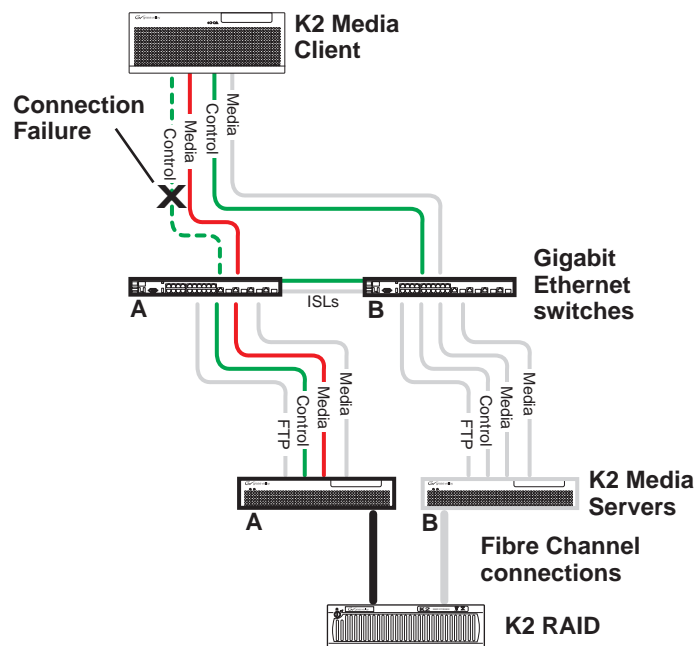 K2 Media
Client
Connection
Failure
Control
Media
Control
Media
Gigabit
Ethernet
switches
A
ISLs
B
FTP
Control
Media
Media
FTP
Control
Media
Media
K2 Media
Servers
A
B
Fibre Channel
connections
K2
K2 RAID